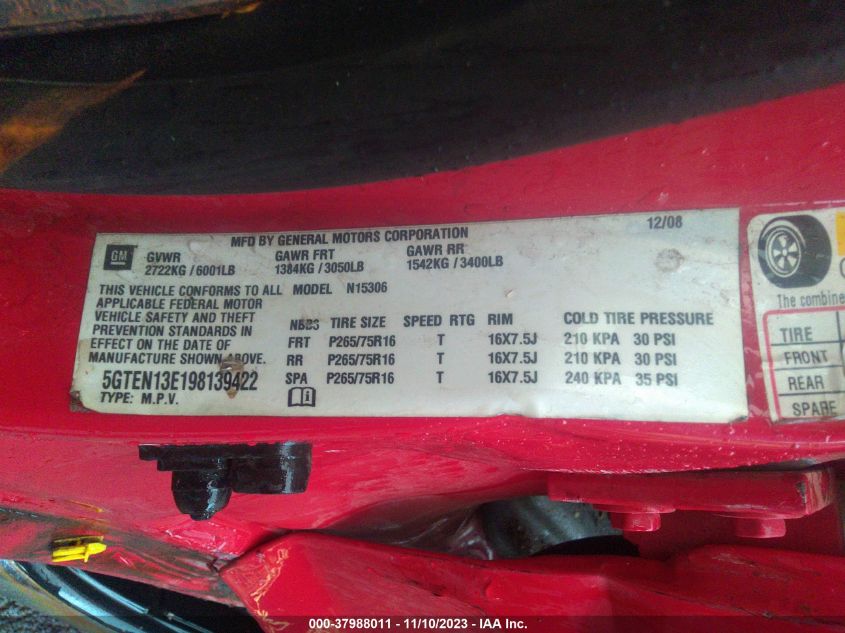 MFD BY GENERAL MOTORS CORPORATION 12/08
GM GVWR GAWR FRT GAWR RR
2722KG / 6001LB 1384KG / 3050LB 1542KG / 3400LB
THIS VEHICLE CONFORMS TO ALL MODEL N15306
APPLICABLE FEDERAL MOTOR
VEHICLE SAFETY AND THEFT
PREVENTION STANDARDS IN
EFFECT ON THE DATE OF
MANUFACTURE SHOWN ABOVE.
5GTEN13E198139422
TYPE: M.P.V.
TIRE SIZE SPEED RTG RIM COLD TIRE PRESSURE
FRT P265/75R16 T 16X7.5J 210 KPA 30 PSI
RR P265/75R16 T 16X7.5J 210 KPA 30 PSI
SPA P265/75R16 T 16X7.5J 240 KPA 35 PSI
The combine
TIRE
FRONT
REAR
SPARE
000-37988011 - 11/10/2023 - IAA Inc.